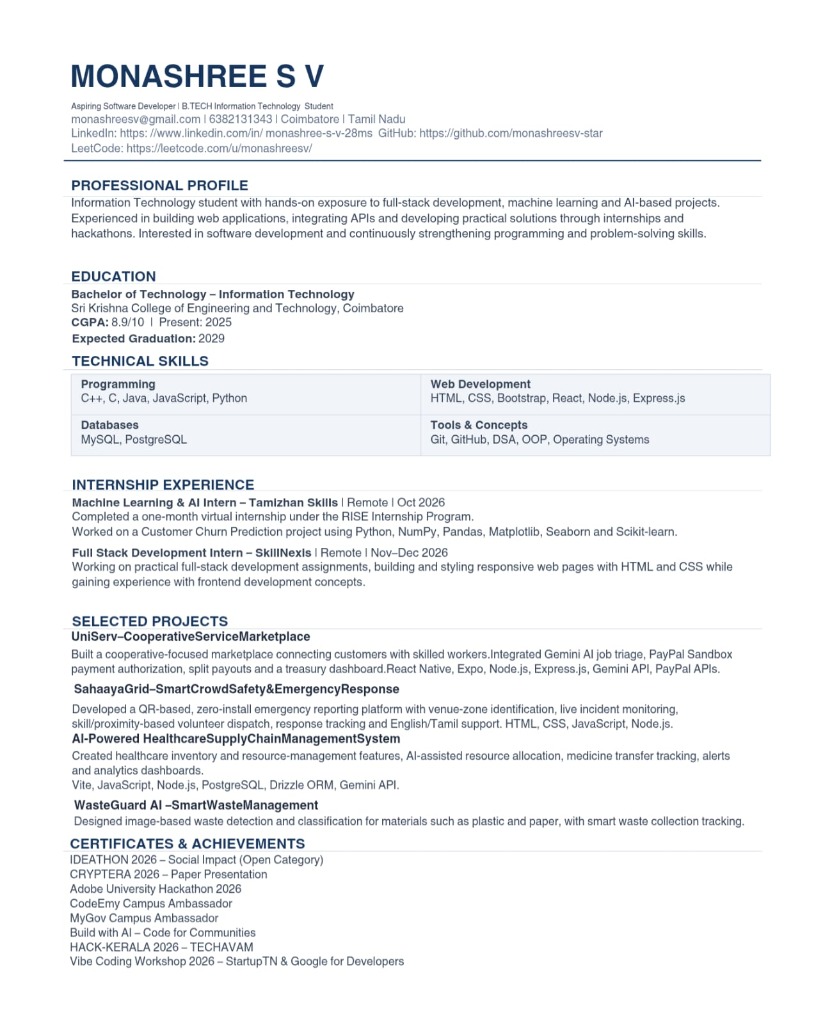 MONASHREE S V
Aspiring Software Developer | B.TECH Information Technology Student
monashreesv@gmail.com | 6382131343 | Coimbatore | Tamil Nadu
LinkedIn: https: //www.linkedin.com/in/ monashree-s-v-28ms GitHub: https://github.com/monashreesv-star
LeetCode: https://leetcode.com/u/monashreesv/
PROFESSIONAL PROFILE
Information Technology student with hands-on exposure to full-stack development, machine learning and AI-based projects.
Experienced in building web applications, integrating APIs and developing practical solutions through internships and
hackathons. Interested in software development and continuously strengthening programming and problem-solving skills.
EDUCATION
Bachelor of Technology – Information Technology
Sri Krishna College of Engineering and Technology, Coimbatore
CGPA: 8.9/10 | Present: 2025
Expected Graduation: 2029
TECHNICAL SKILLS
Programming
C++, C, Java, JavaScript, Python
Web Development
HTML, CSS, Bootstrap, React, Node.js, Express.js
Databases
MySQL, PostgreSQL
Tools & Concepts
Git, GitHub, DSA, OOP, Operating Systems
INTERNSHIP EXPERIENCE
Machine Learning & AI Intern – Tamizhan Skills | Remote | Oct 2026
Completed a one-month virtual internship under the RISE Internship Program.
Worked on a Customer Churn Prediction project using Python, NumPy, Pandas, Matplotlib, Seaborn and Scikit-learn.
Full Stack Development Intern – SkillNexis | Remote | Nov–Dec 2026
Working on practical full-stack development assignments, building and styling responsive web pages with HTML and CSS while
gaining experience with frontend development concepts.
SELECTED PROJECTS
UniServ–CooperativeServiceMarketplace
Built a cooperative-focused marketplace connecting customers with skilled workers.Integrated Gemini AI job triage, PayPal Sandbox
payment authorization, split payouts and a treasury dashboard.React Native, Expo, Node.js, Express.js, Gemini API, PayPal APIs.
SahaayaGrid–SmartCrowdSafety&EmergencyResponse
Developed a QR-based, zero-install emergency reporting platform with venue-zone identification, live incident monitoring,
skill/proximity-based volunteer dispatch, response tracking and English/Tamil support. HTML, CSS, JavaScript, Node.js.
AI-Powered HealthcareSupplyChainManagementSystem
Created healthcare inventory and resource-management features, AI-assisted resource allocation, medicine transfer tracking, alerts
and analytics dashboards.
Vite, JavaScript, Node.js, PostgreSQL, Drizzle ORM, Gemini API.
WasteGuard AI –SmartWasteManagement
Designed image-based waste detection and classification for materials such as plastic and paper, with smart waste collection tracking.
CERTIFICATES & ACHIEVEMENTS
IDEATHON 2026 – Social Impact (Open Category)
CRYPTERA 2026 – Paper Presentation
Adobe University Hackathon 2026
CodeEmy Campus Ambassador
MyGov Campus Ambassador
Build with AI – Code for Communities
HACK-KERALA 2026 – TECHAVAM
Vibe Coding Workshop 2026 – StartupTN & Google for Developers